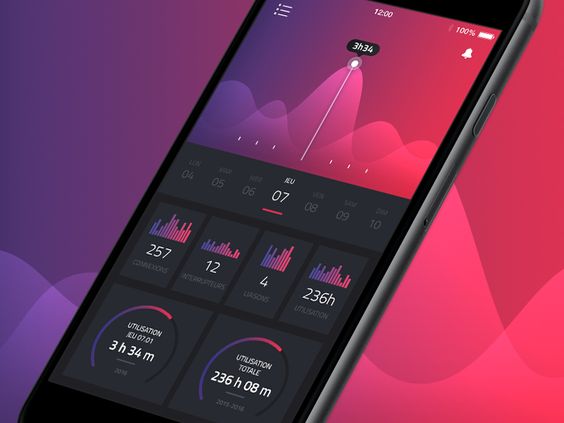 12:00
100%
3h34
LUN MAR MER JEU VEN SAM DIM
04 05 06 07 08 09 10
257 12 4 236h
CONNEXIONS INTERRUPTEURS LIAISONS UTILISATION
UTILISATION
JEU 07.01
3 h 34 m
2016
UTILISATION
TOTALE
236 h 08 m
2015-2016